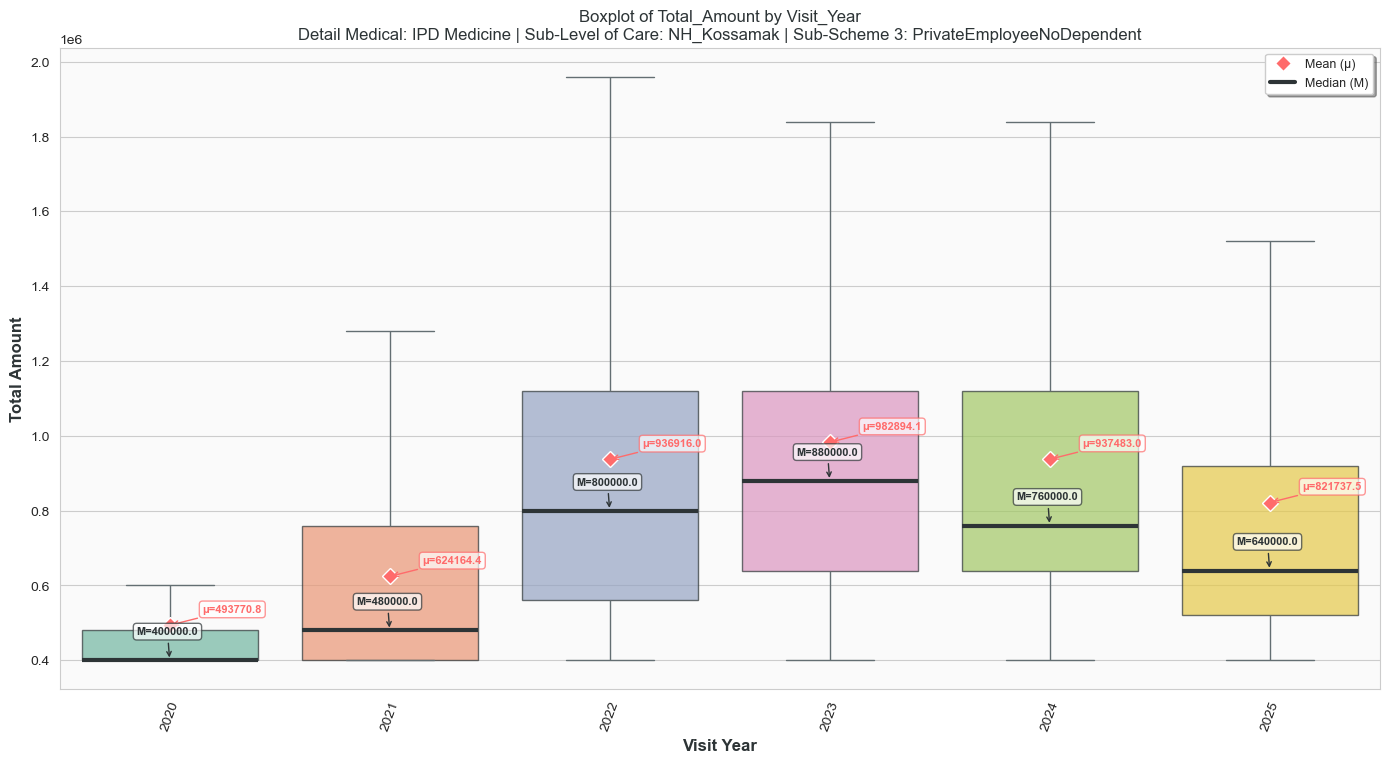 Boxplot of Total_Amount by Visit_Year
Detail Medical: IPD Medicine | Sub-Level of Care: NH_Kossamak | Sub-Scheme 3: PrivateEmployeeNoDependent
1e6
Mean (μ)
Median (M)
2.0
1.8
1.6
1.4
1.2
1.0
0.8
0.6
0.4
Total Amount
μ=493770.8
M=400000.0
μ=624164.4
M=480000.0
μ=936916.0
M=800000.0
μ=982894.1
M=880000.0
μ=937483.0
M=760000.0
μ=821737.5
M=640000.0
2020
2021
2022
2023
2024
2025
Visit Year